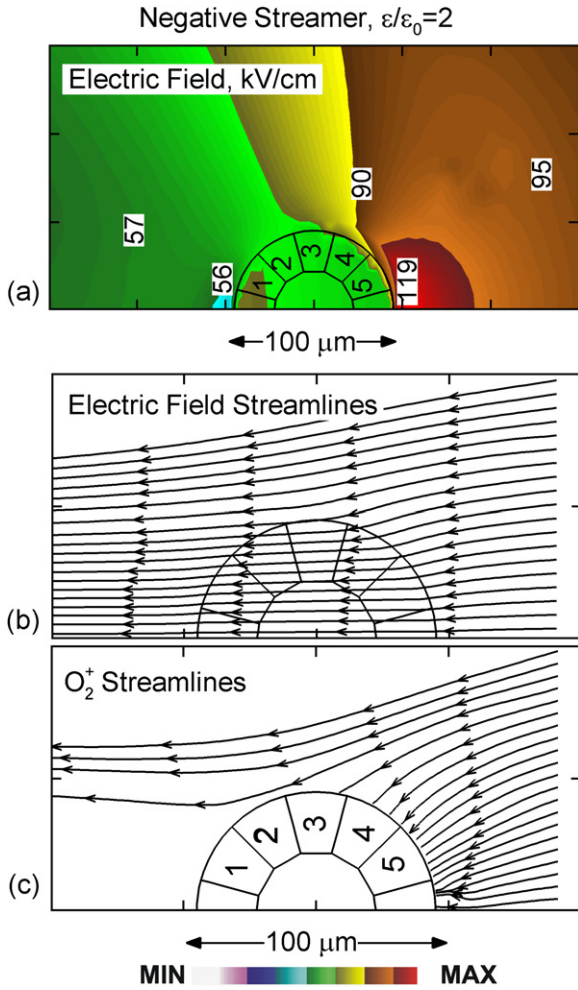 Negative Streamer, ε/ε₀=2
Electric Field, kV/cm
57
56
90
95
119
1
2
3
4
5
(a)
100 μm
Electric Field Streamlines
(b)
O₂⁺ Streamlines
1
2
3
4
5
(c)
100 μm
MIN MAX